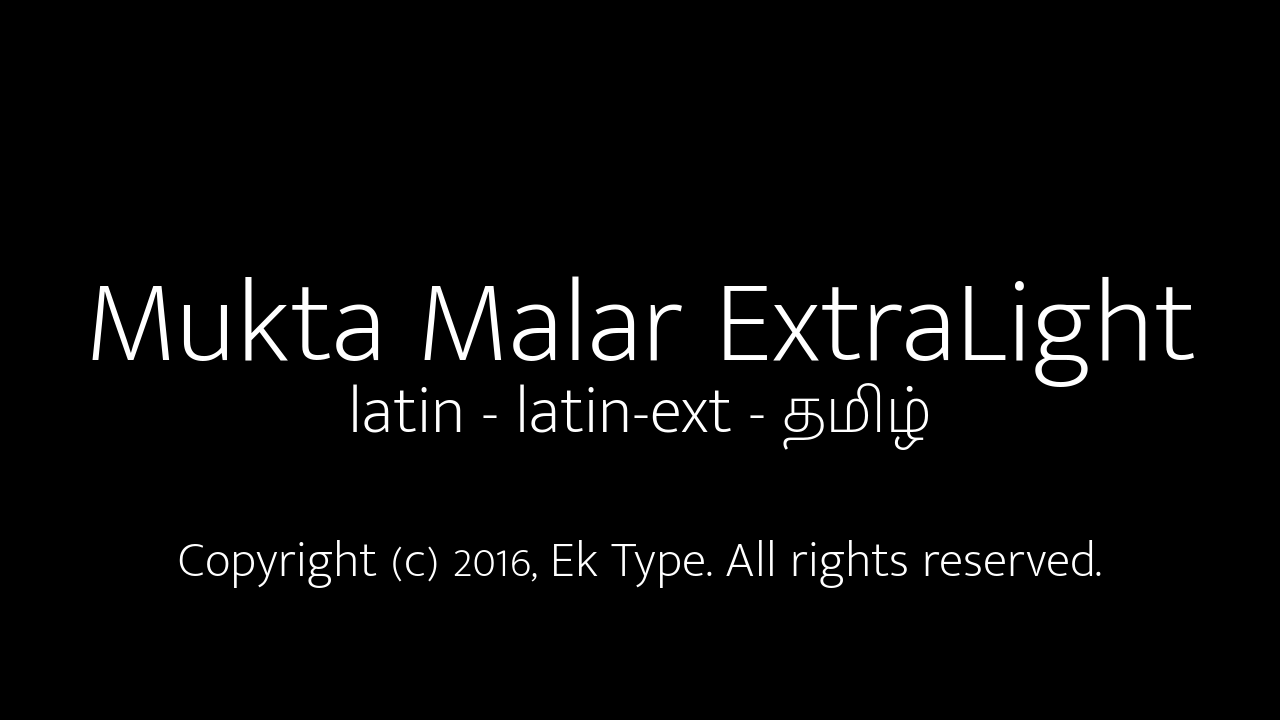 Mukta Malar ExtraLight
latin - latin-ext - தமிழ்
Copyright (c) 2016, Ek Type. All rights reserved.